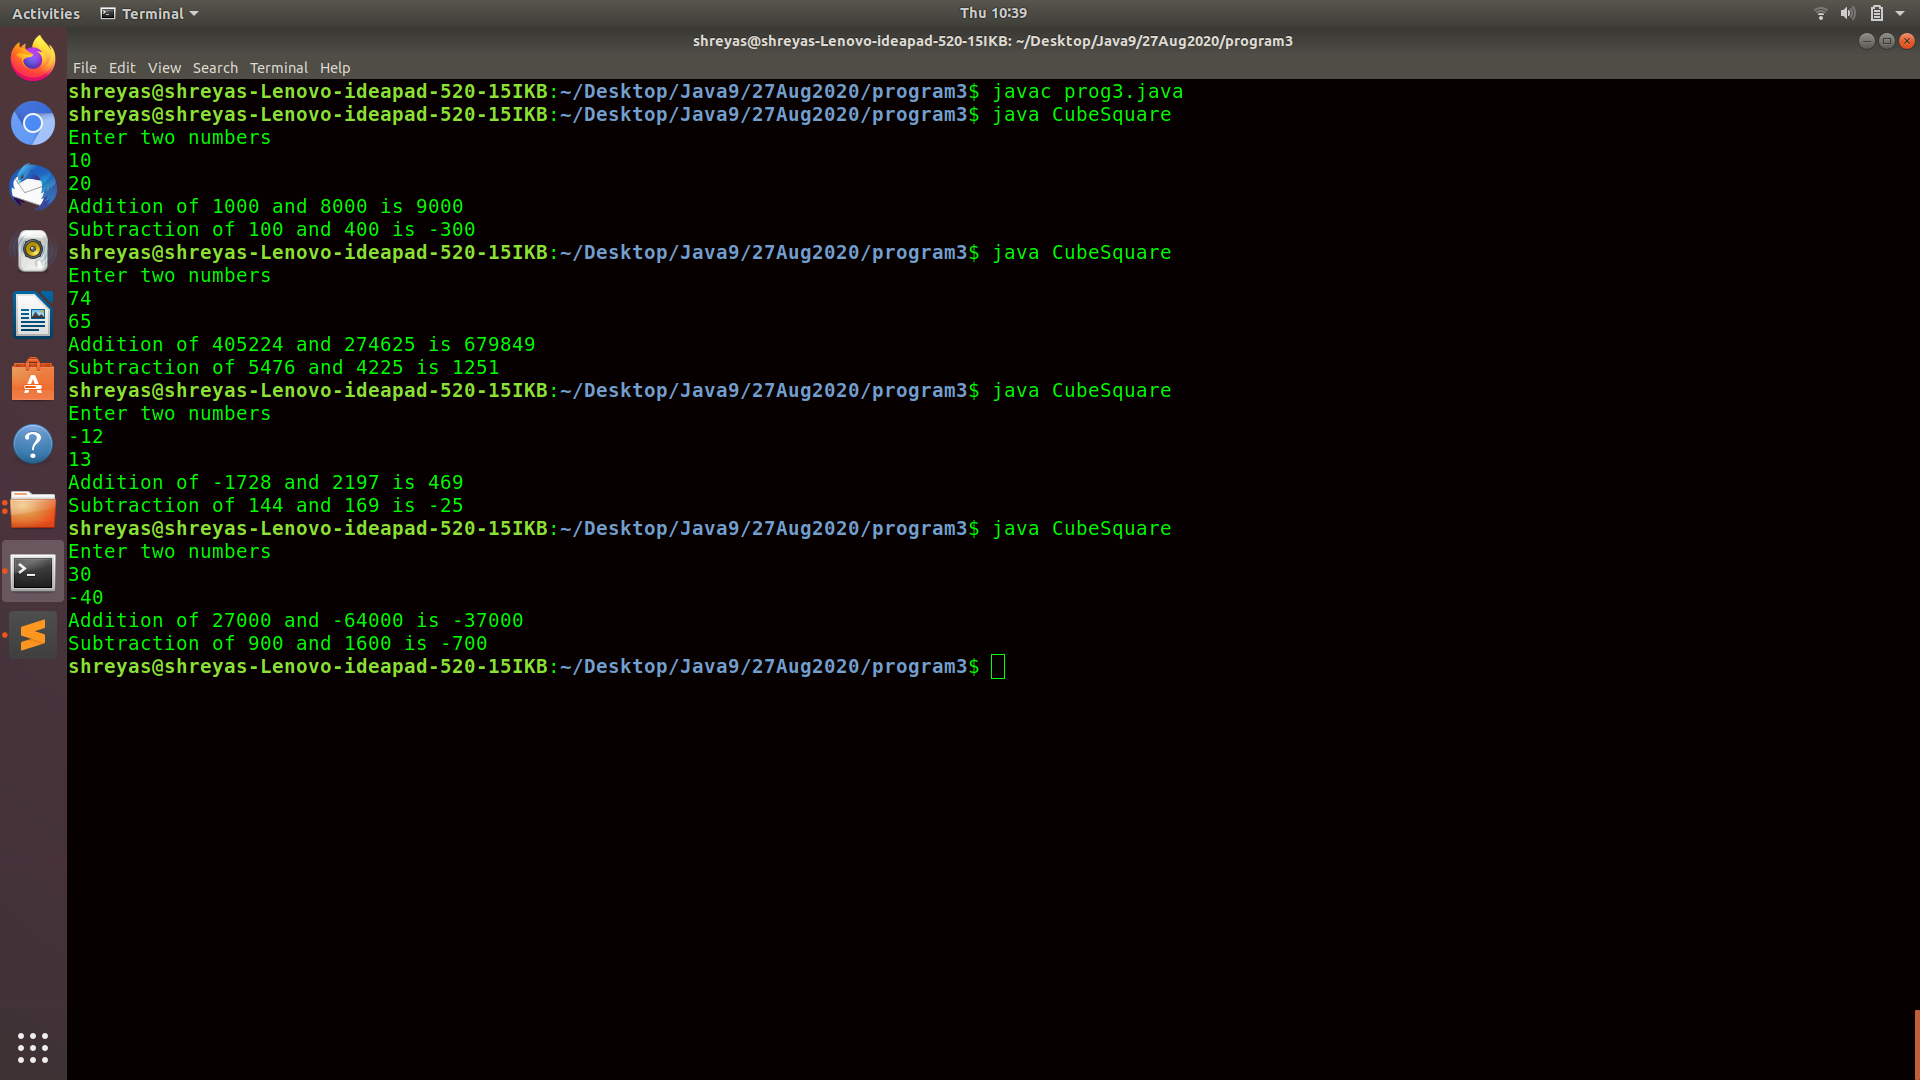 Activities Terminal Thu 10:39
shreyas@shreyas-Lenovo-ideapad-520-15IKB: ~/Desktop/Java9/27Aug2020/program3
File Edit View Search Terminal Help
shreyas@shreyas-Lenovo-ideapad-520-15IKB:~/Desktop/Java9/27Aug2020/program3$ javac prog3.java
shreyas@shreyas-Lenovo-ideapad-520-15IKB:~/Desktop/Java9/27Aug2020/program3$ java CubeSquare
Enter two numbers
10
20
Addition of 1000 and 8000 is 9000
Subtraction of 100 and 400 is -300
shreyas@shreyas-Lenovo-ideapad-520-15IKB:~/Desktop/Java9/27Aug2020/program3$ java CubeSquare
Enter two numbers
74
65
Addition of 405224 and 274625 is 679849
Subtraction of 5476 and 4225 is 1251
shreyas@shreyas-Lenovo-ideapad-520-15IKB:~/Desktop/Java9/27Aug2020/program3$ java CubeSquare
Enter two numbers
-12
13
Addition of -1728 and 2197 is 469
Subtraction of 144 and 169 is -25
shreyas@shreyas-Lenovo-ideapad-520-15IKB:~/Desktop/Java9/27Aug2020/program3$ java CubeSquare
Enter two numbers
30
-40
Addition of 27000 and -64000 is -37000
Subtraction of 900 and 1600 is -700
shreyas@shreyas-Lenovo-ideapad-520-15IKB:~/Desktop/Java9/27Aug2020/program3$